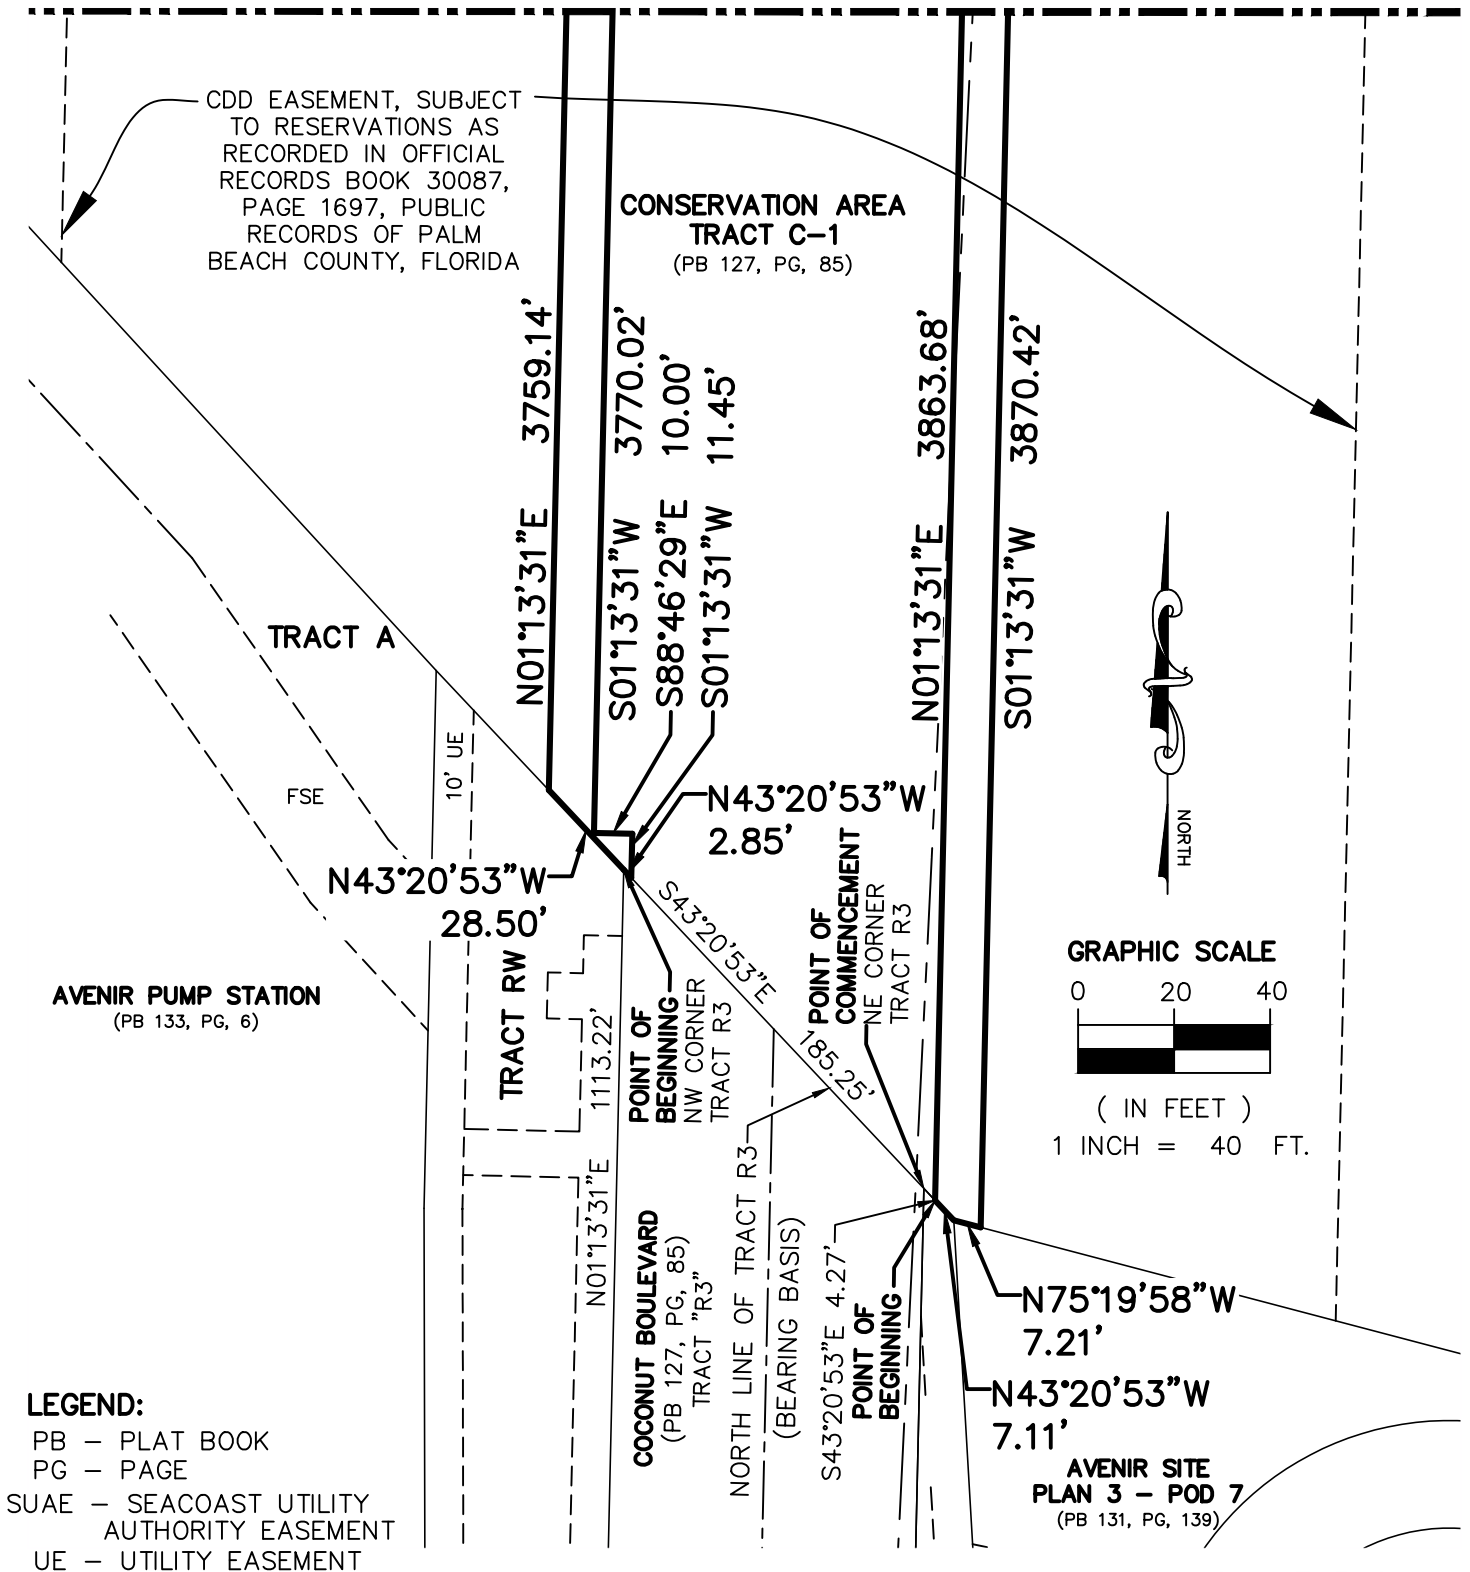 CDD EASEMENT, SUBJECT
TO RESERVATIONS AS
RECORDED IN OFFICIAL
RECORDS BOOK 30087,
PAGE 1697, PUBLIC
RECORDS OF PALM
BEACH COUNTY, FLORIDA
CONSERVATION AREA
TRACT C-1
(PB 127, PG, 85)
N01°13'31"E 3759.14'
S01°13'31"W 3770.02'
S88°46'29"E 10.00'
S01°13'31"W 11.45'
N01°13'31"E 3863.68'
S01°13'31"W 3870.42'
TRACT A
10' UE
FSE
N43°20'53"W
2.85'
N43°20'53"W
28.50'
NORTH
S43°20'53"E 185.25'
POINT OF
COMMENCEMENT
NE CORNER
TRACT R3
GRAPHIC SCALE
0 20 40
( IN FEET )
1 INCH = 40 FT.
AVENIR PUMP STATION
(PB 133, PG, 6)
TRACT RW
N01°13'31"E 1113.22'
POINT OF
BEGINNING
NW CORNER
TRACT R3
COCONUT BOULEVARD
(PB 127, PG, 85)
TRACT "R3"
NORTH LINE OF TRACT R3
(BEARING BASIS)
S43°20'53"E 4.27'
POINT OF
BEGINNING
N75°19'58"W
7.21'
N43°20'53"W
7.11'
AVENIR SITE
PLAN 3 - POD 7
(PB 131, PG, 139)
LEGEND:
PB - PLAT BOOK
PG - PAGE
SUAE - SEACOAST UTILITY
AUTHORITY EASEMENT
UE - UTILITY EASEMENT